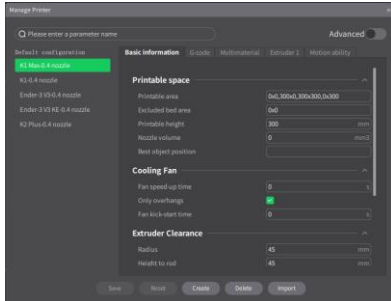 Manage Printer
Please enter a parameter name
Advanced
Default configuration
K1 Max-0.4 nozzle
K1-0.4 nozzle
Ender-3 V3-0.4 nozzle
Ender-3 V3 KE-0.4 nozzle
K2 Plus-0.4 nozzle
Basic information G-code Multimaterial Extruder 1 Motion ability
Printable space
Printable area 0x0,300x0,300x300,0x300
Excluded bed area 0x0
Printable height 300 mm
Nozzle volume 0 mm3
Best object position
Cooling Fan
Fan speed-up time 0 s
Only overhangs
Fan kick-start time 0 s
Extruder Clearance
Radius 45 mm
Height to rod 45 mm
Save Reset Create Delete Import